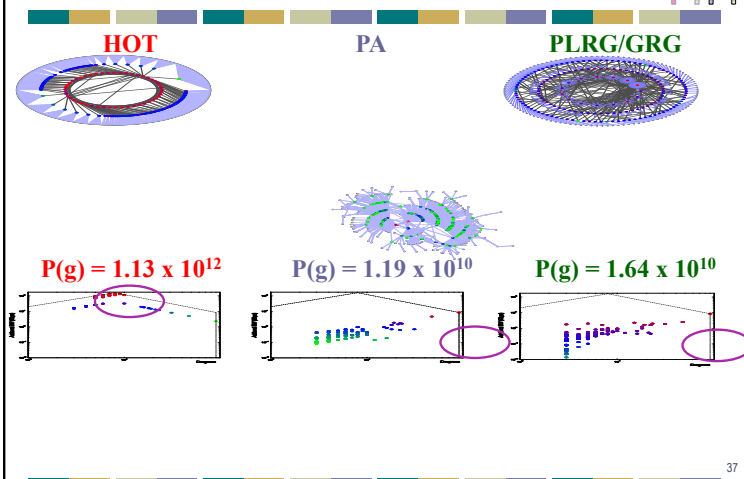 HOT PA PLRG/GRG
P(g) = 1.13 x 10¹² P(g) = 1.19 x 10¹⁰ P(g) = 1.64 x 10¹⁰
37